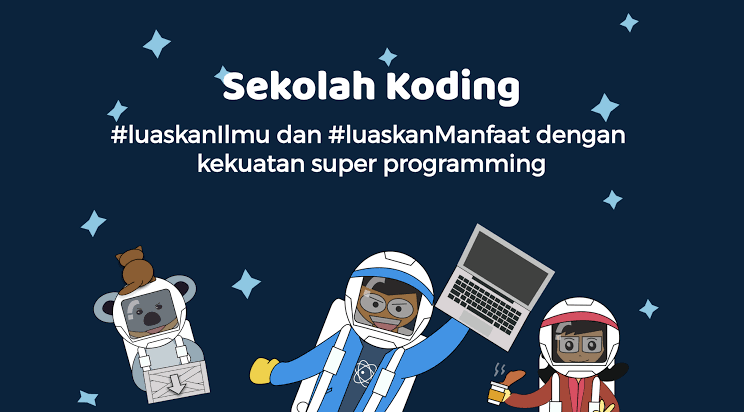 Sekolah Koding
#luaskanIlmu dan #luaskanManfaat dengan
kekuatan super programming